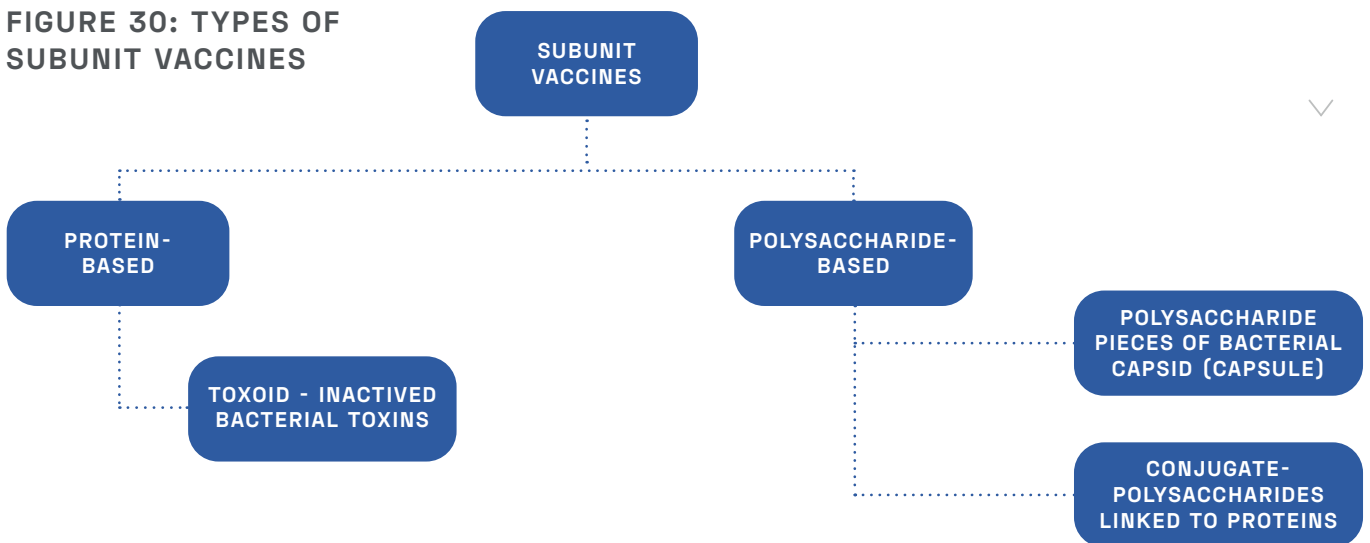 FIGURE 30: TYPES OF
SUBUNIT VACCINES
SUBUNIT
VACCINES
PROTEIN-
BASED
POLYSACCHARIDE-
BASED
TOXOID - INACTIVED
BACTERIAL TOXINS
POLYSACCHARIDE
PIECES OF BACTERIAL
CAPSID (CAPSULE)
CONJUGATE-
POLYSACCHARIDES
LINKED TO PROTEINS